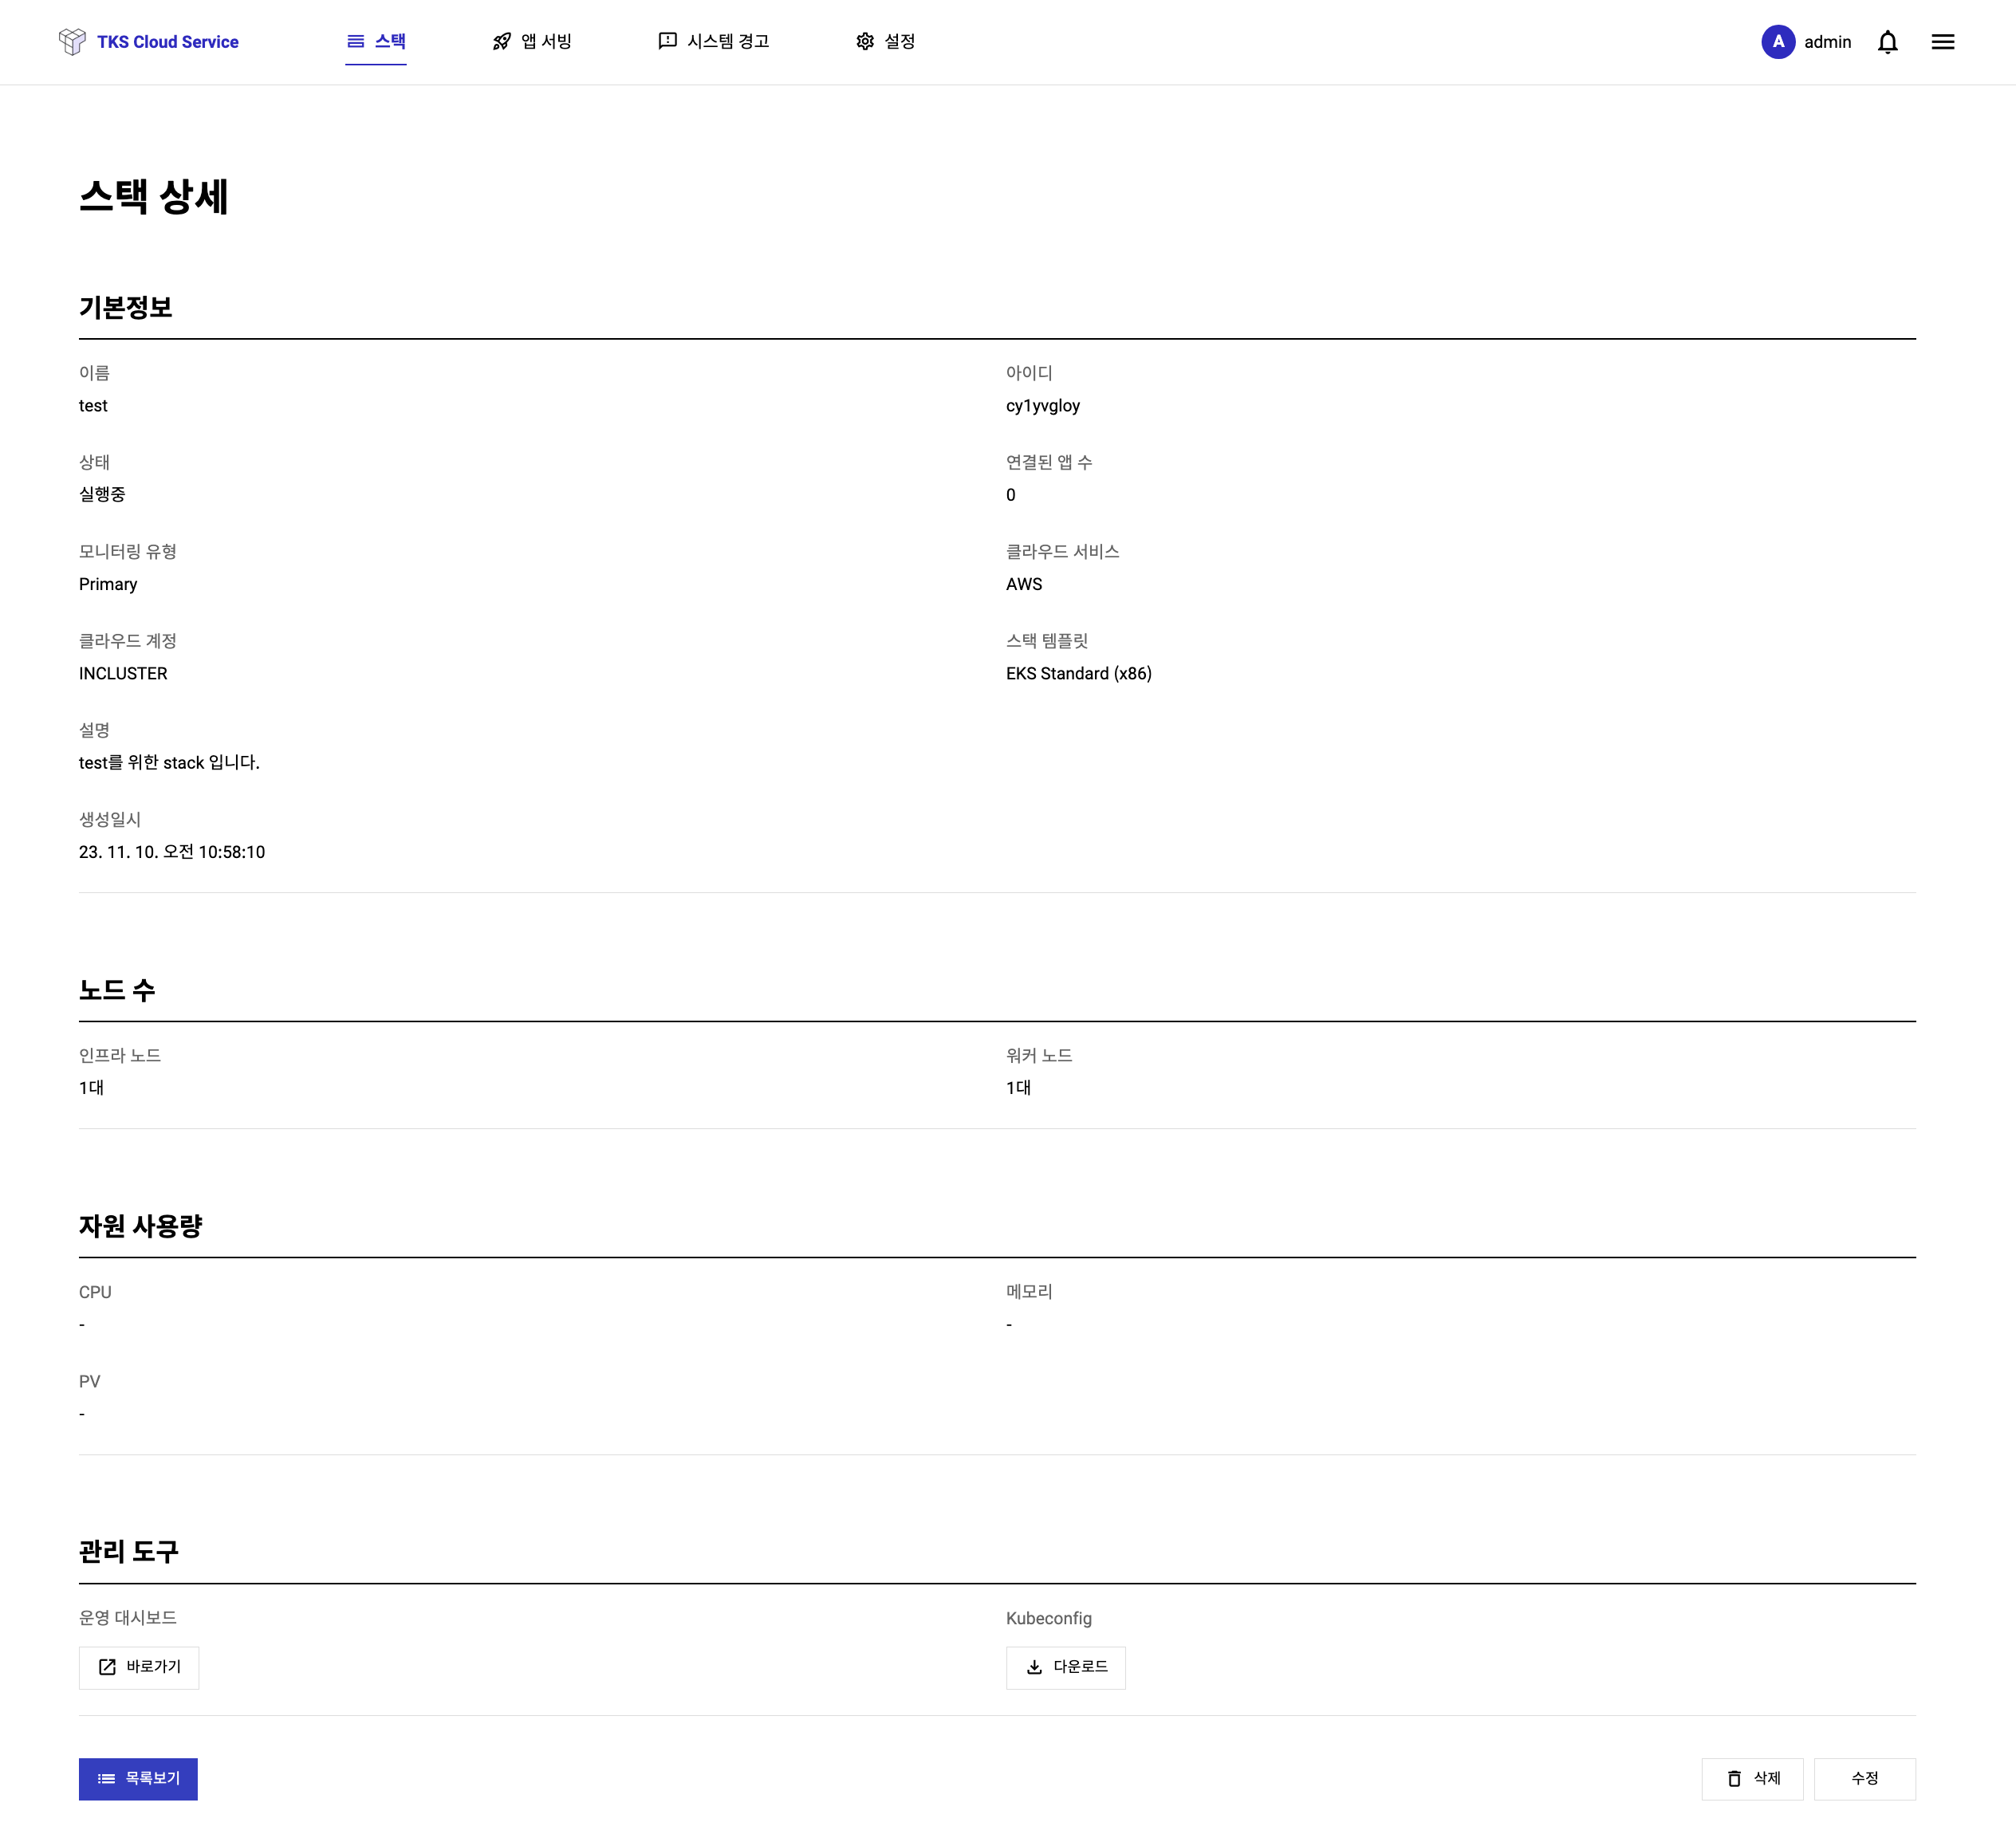 TKS Cloud Service
스택
앱 서빙
시스템 경고
설정
A
admin
스택 상세
기본정보
이름
아이디
test
cy1yvgloy
상태
연결된 앱 수
실행중
0
모니터링 유형
클라우드 서비스
Primary
AWS
클라우드 계정
스택 템플릿
INCLUSTER
EKS Standard (x86)
설명
test를 위한 stack 입니다.
생성일시
23. 11. 10. 오전 10:58:10
노드 수
인프라 노드
워커 노드
1대
1대
자원 사용량
CPU
메모리
-
-
PV
-
관리 도구
운영 대시보드
Kubeconfig
바로가기
다운로드
목록보기
삭제
수정